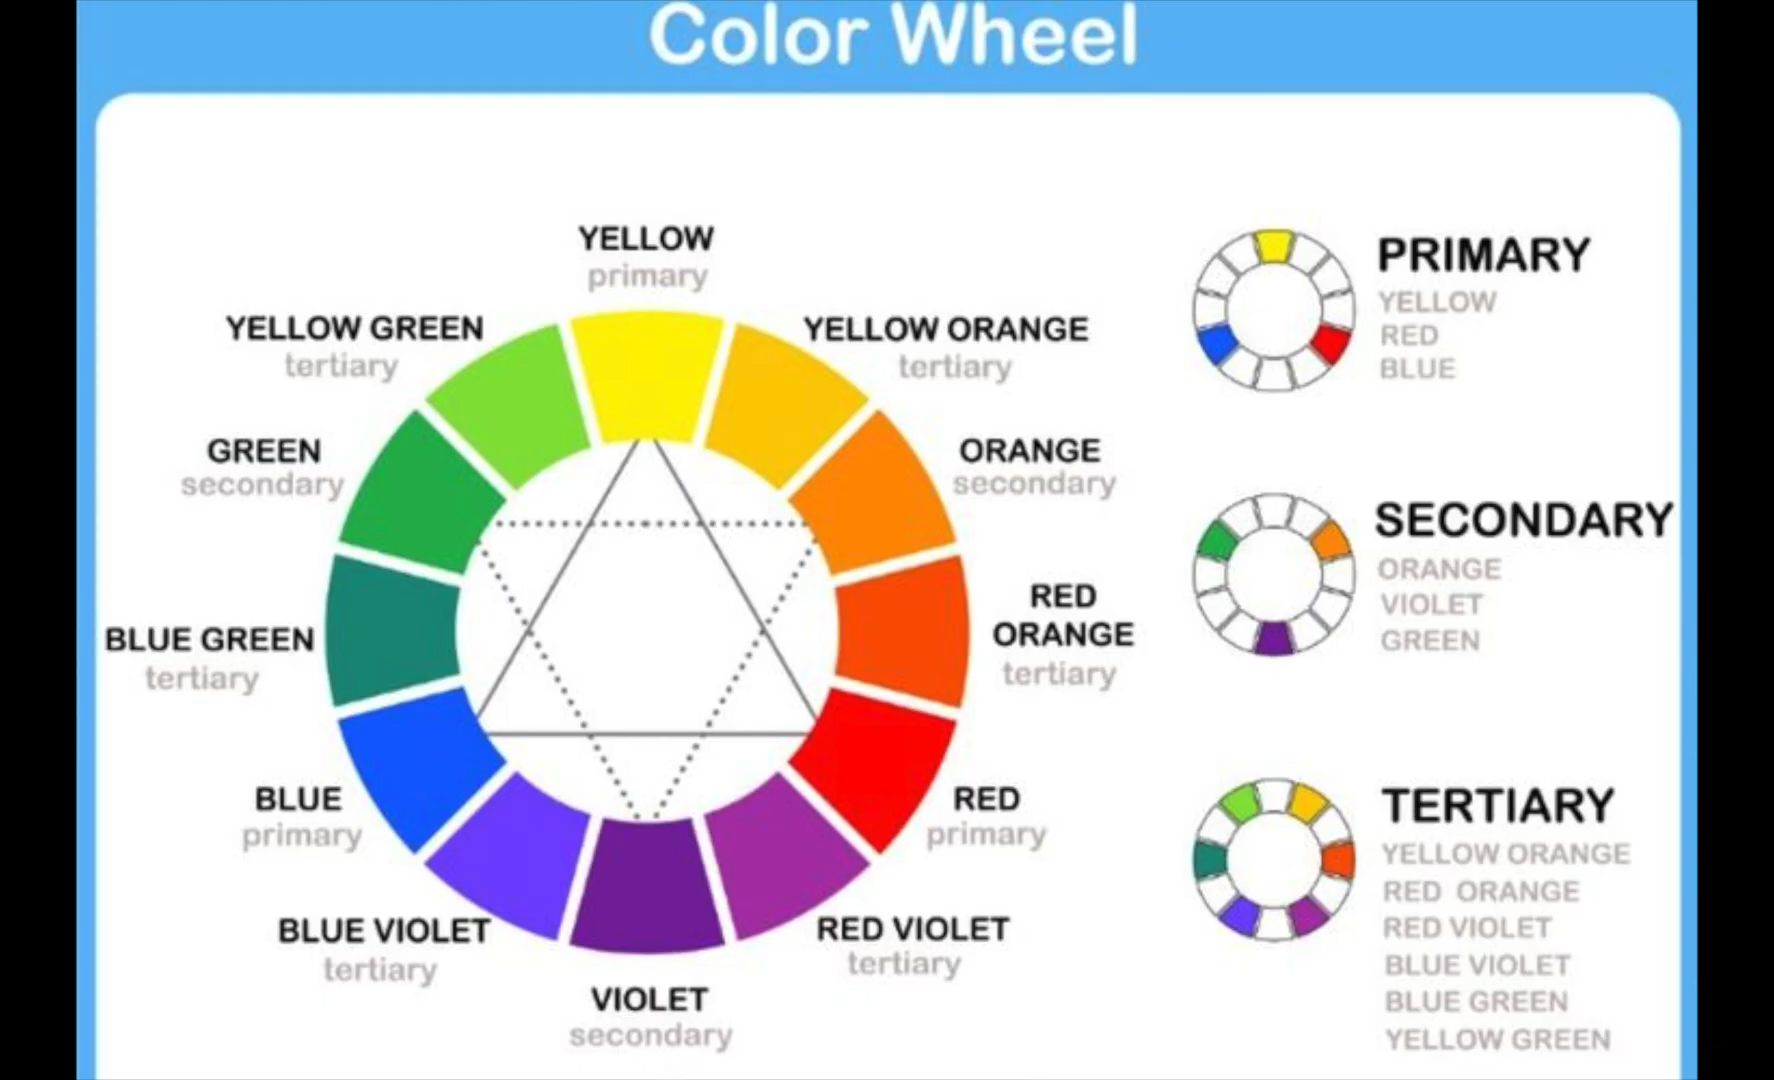 Color Wheel
YELLOW
primary
YELLOW GREEN
tertiary
YELLOW ORANGE
tertiary
GREEN
secondary
ORANGE
secondary
BLUE GREEN
tertiary
RED
ORANGE
tertiary
BLUE
primary
RED
primary
BLUE VIOLET
tertiary
RED VIOLET
tertiary
VIOLET
secondary
PRIMARY
YELLOW
RED
BLUE
SECONDARY
ORANGE
VIOLET
GREEN
TERTIARY
YELLOW ORANGE
RED ORANGE
RED VIOLET
BLUE VIOLET
BLUE GREEN
YELLOW GREEN